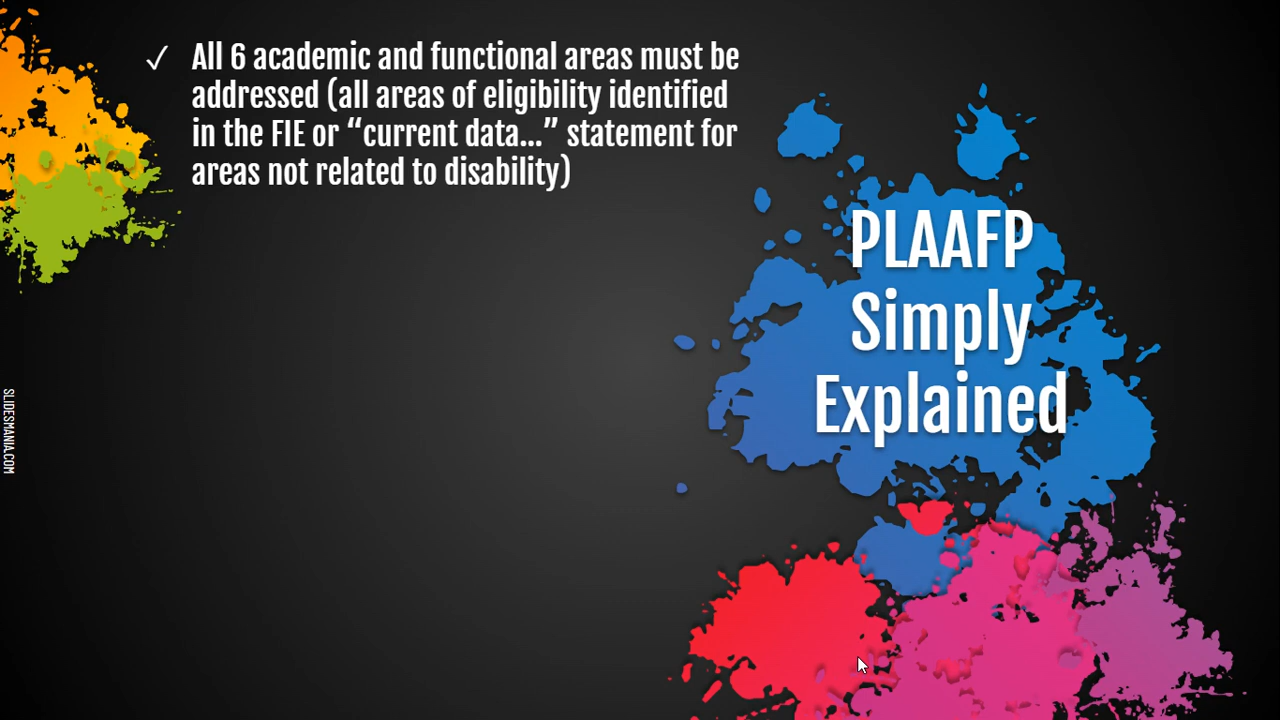 ✓ All 6 academic and functional areas must be
addressed (all areas of eligibility identified
in the FIE or “current data...” statement for
areas not related to disability)
PLAAFP
Simply
Explained
SLIDESMANIA.COM